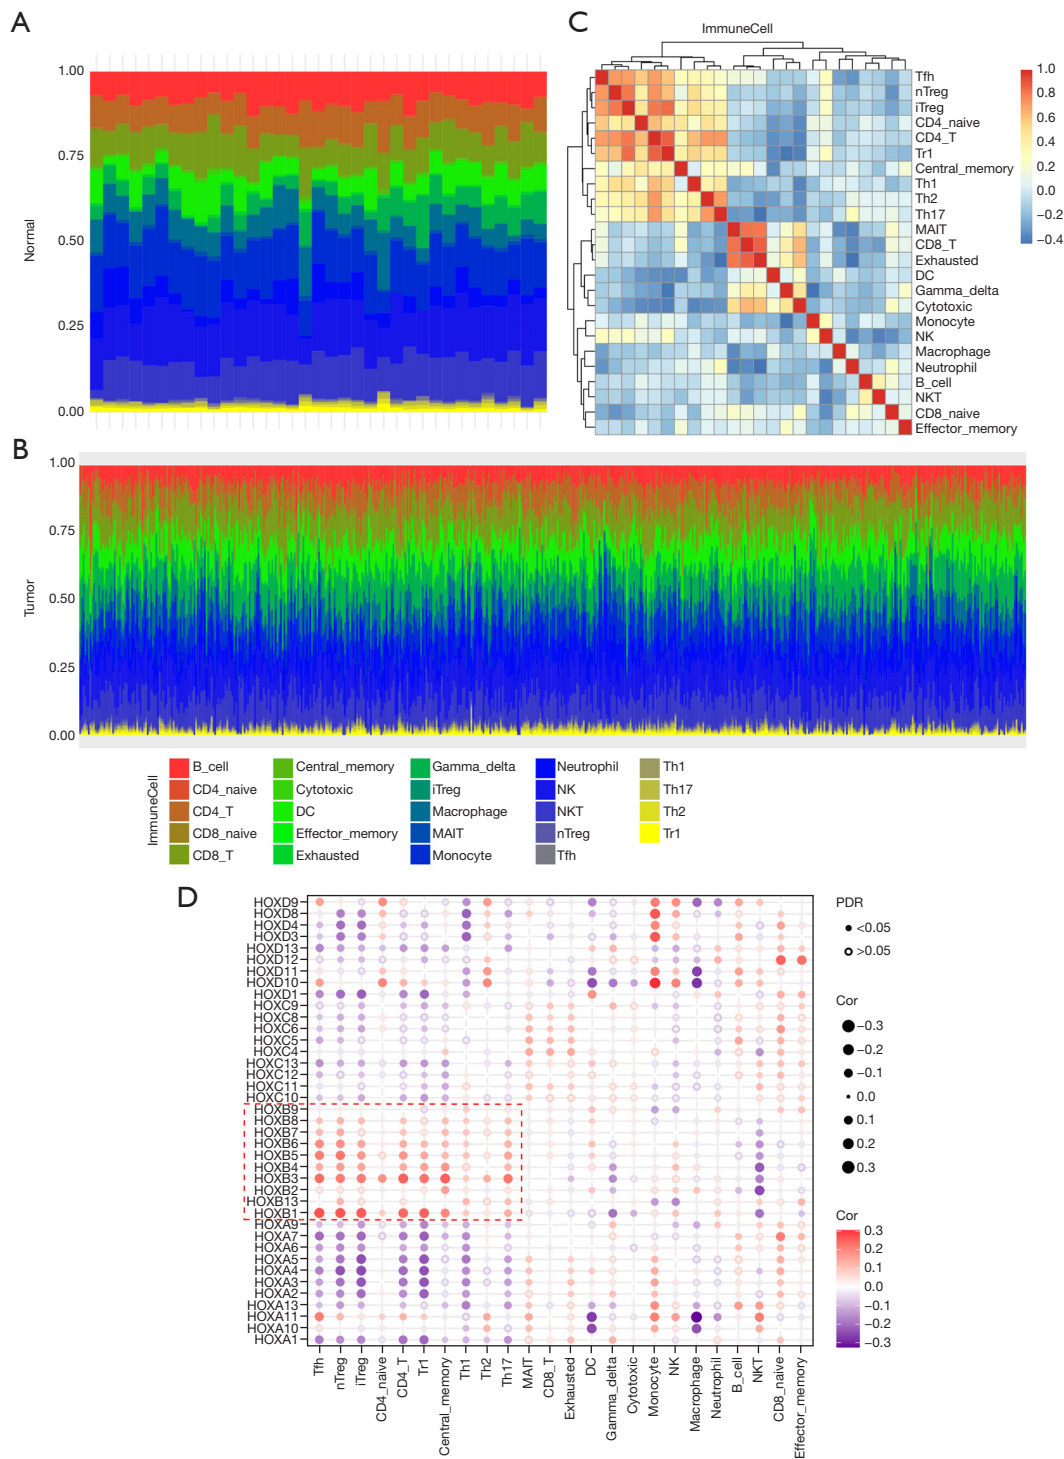 A
1.00
0.75
0.50
0.25
0.00
Normal
C
ImmuneCell
Tfh
nTreg
iTreg
CD4_naive
CD4_T
Tr1
Central_memory
Th1
Th2
Th17
MAIT
CD8_T
Exhausted
DC
Gamma_delta
Cytotoxic
Monocyte
NK
Macrophage
Neutrophil
B_cell
NKT
CD8_naive
Effector_memory
1.0
0.8
0.6
0.4
0.2
0.0
−0.2
−0.4
B
1.00
0.75
0.50
0.25
0.00
Tumor
ImmuneCell
B_cell
CD4_naive
CD4_T
CD8_naive
CD8_T
Central_memory
Cytotoxic
DC
Effector_memory
Exhausted
Gamma_delta
iTreg
Macrophage
MAIT
Monocyte
Neutrophil
NK
NKT
nTreg
Tfh
Th1
Th17
Th2
Tr1
D
HOXD9
HOXD8
HOXD4
HOXD3
HOXD13
HOXD12
HOXD11
HOXD10
HOXD1
HOXC9
HOXC8
HOXC6
HOXC5
HOXC4
HOXC13
HOXC12
HOXC11
HOXC10
HOXB9
HOXB8
HOXB7
HOXB6
HOXB5
HOXB4
HOXB3
HOXB2
HOXB13
HOXB1
HOXA9
HOXA7
HOXA6
HOXA5
HOXA4
HOXA3
HOXA2
HOXA13
HOXA11
HOXA10
HOXA1
Tfh
nTreg
iTreg
CD4_naive
CD4_T
Tr1
Central_memory
Th1
Th2
Th17
MAIT
CD8_T
Exhausted
DC
Gamma_delta
Cytotoxic
Monocyte
NK
Macrophage
Neutrophil
B_cell
NKT
CD8_naive
Effector_memory
PDR
<0.05
>0.05
Cor
−0.3
−0.2
−0.1
0.0
0.1
0.2
0.3
Cor
0.3
0.2
0.1
0.0
−0.1
−0.2
−0.3